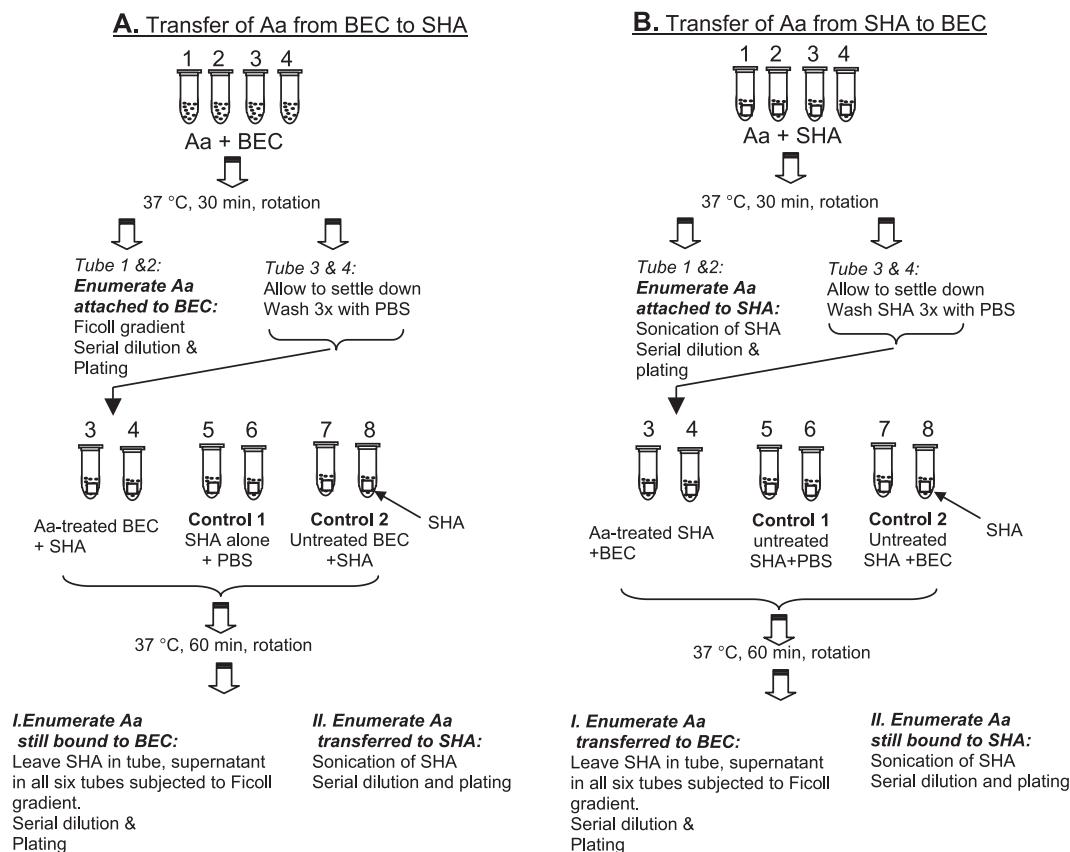 A. Transfer of Aa from BEC to SHA
1 2 3 4
Aa + BEC
37 °C, 30 min, rotation
Tube 1 &2:
Enumerate Aa
attached to BEC:
Ficoll gradient
Serial dilution &
Plating
Tube 3 & 4:
Allow to settle down
Wash 3x with PBS
3 4 5 6 7 8
Aa-treated BEC
+ SHA
Control 1
SHA alone
+ PBS
Control 2
Untreated BEC
+SHA
SHA
37 °C, 60 min, rotation
I.Enumerate Aa
still bound to BEC:
Leave SHA in tube, supernatant
in all six tubes subjected to Ficoll
gradient.
Serial dilution &
Plating
II. Enumerate Aa
transferred to SHA:
Sonication of SHA
Serial dilution and plating
B. Transfer of Aa from SHA to BEC
1 2 3 4
Aa + SHA
37 °C, 30 min, rotation
Tube 1 &2:
Enumerate Aa
attached to SHA:
Sonication of SHA
Serial dilution &
plating
Tube 3 & 4:
Allow to settle down
Wash SHA 3x with PBS
3 4 5 6 7 8
Aa-treated SHA
+BEC
Control 1
untreated
SHA+PBS
Control 2
Untreated
SHA +BEC
SHA
37 °C, 60 min, rotation
I. Enumerate Aa
transferred to BEC:
Leave SHA in tube, supernatant
in all six tubes subjected to Ficoll
gradient.
Serial dilution &
Plating
II. Enumerate Aa
still bound to SHA:
Sonication of SHA
Serial dilution and plating